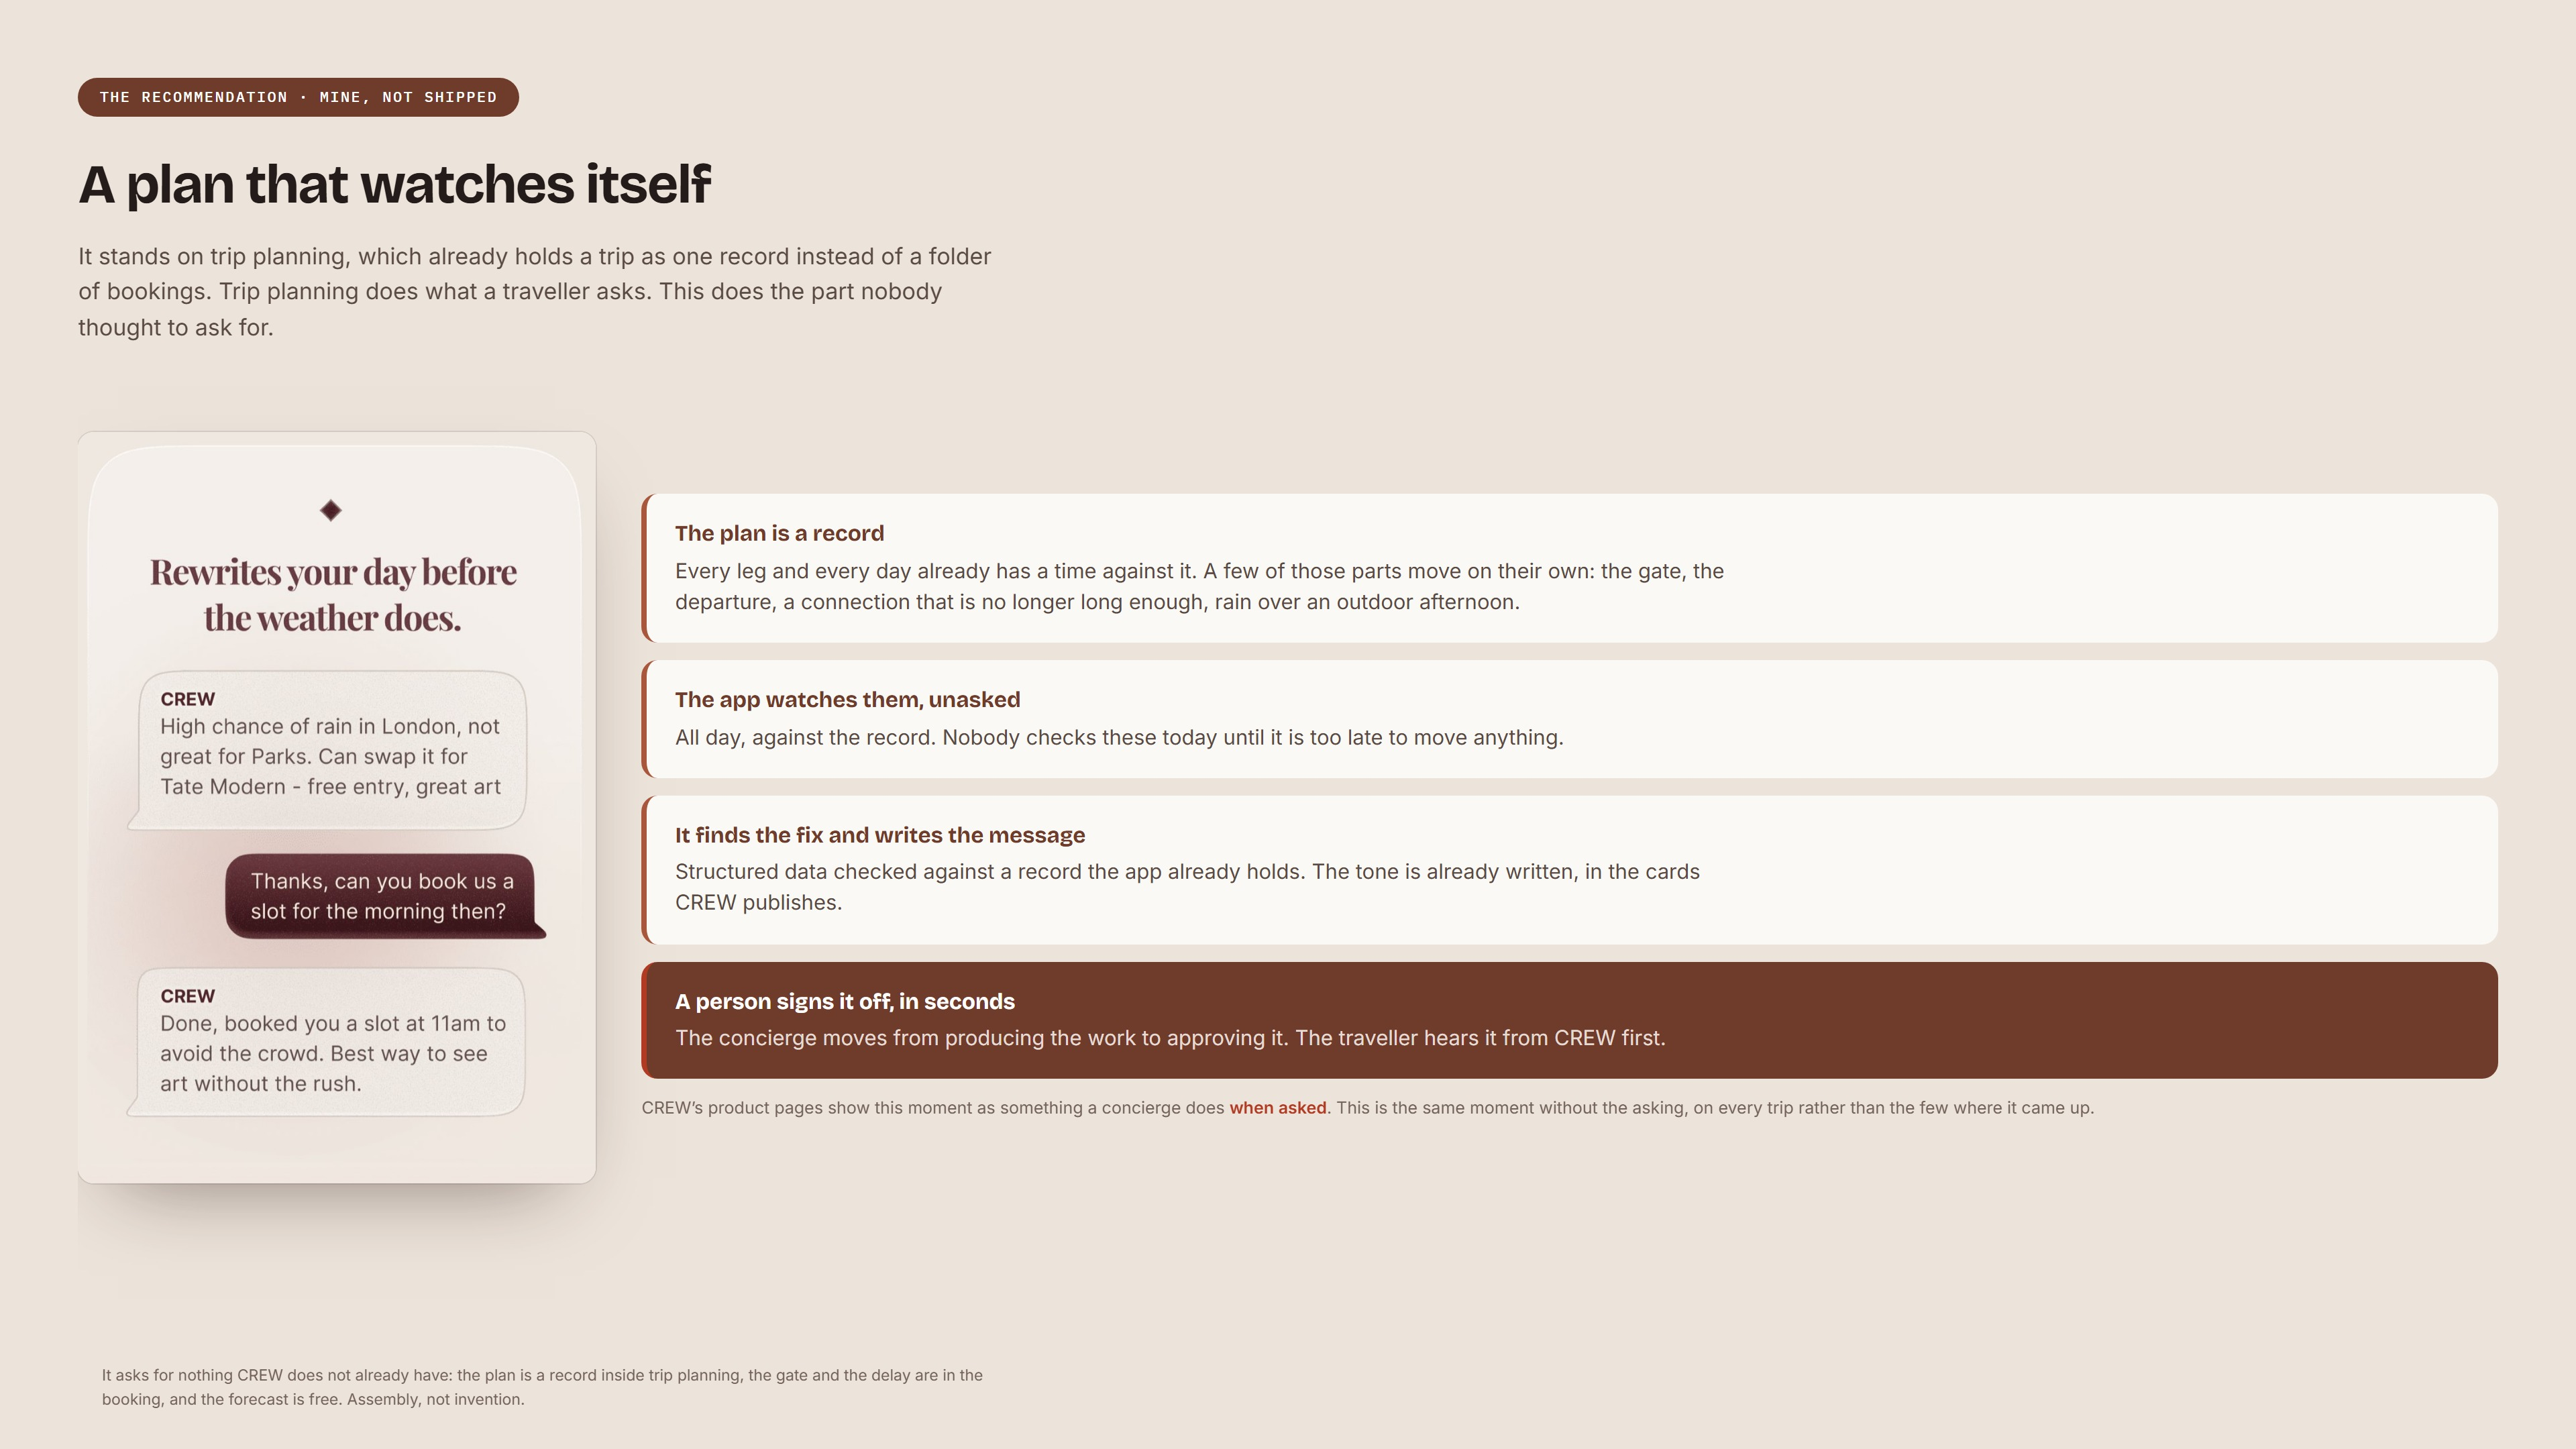 THE RECOMMENDATION · MINE, NOT SHIPPED
A plan that watches itself
It stands on trip planning, which already holds a trip as one record instead of a folder
of bookings. Trip planning does what a traveller asks. This does the part nobody
thought to ask for.
Rewrites your day before
the weather does.
CREW
High chance of rain in London, not
great for Parks. Can swap it for
Tate Modern - free entry, great art
Thanks, can you book us a
slot for the morning then?
CREW
Done, booked you a slot at 11am to
avoid the crowd. Best way to see
art without the rush.
The plan is a record
Every leg and every day already has a time against it. A few of those parts move on their own: the gate, the
departure, a connection that is no longer long enough, rain over an outdoor afternoon.
The app watches them, unasked
All day, against the record. Nobody checks these today until it is too late to move anything.
It finds the fix and writes the message
Structured data checked against a record the app already holds. The tone is already written, in the cards
CREW publishes.
A person signs it off, in seconds
The concierge moves from producing the work to approving it. The traveller hears it from CREW first.
CREW’s product pages show this moment as something a concierge does when asked. This is the same moment without the asking, on every trip rather than the few where it came up.
It asks for nothing CREW does not already have: the plan is a record inside trip planning, the gate and the delay are in the
booking, and the forecast is free. Assembly, not invention.